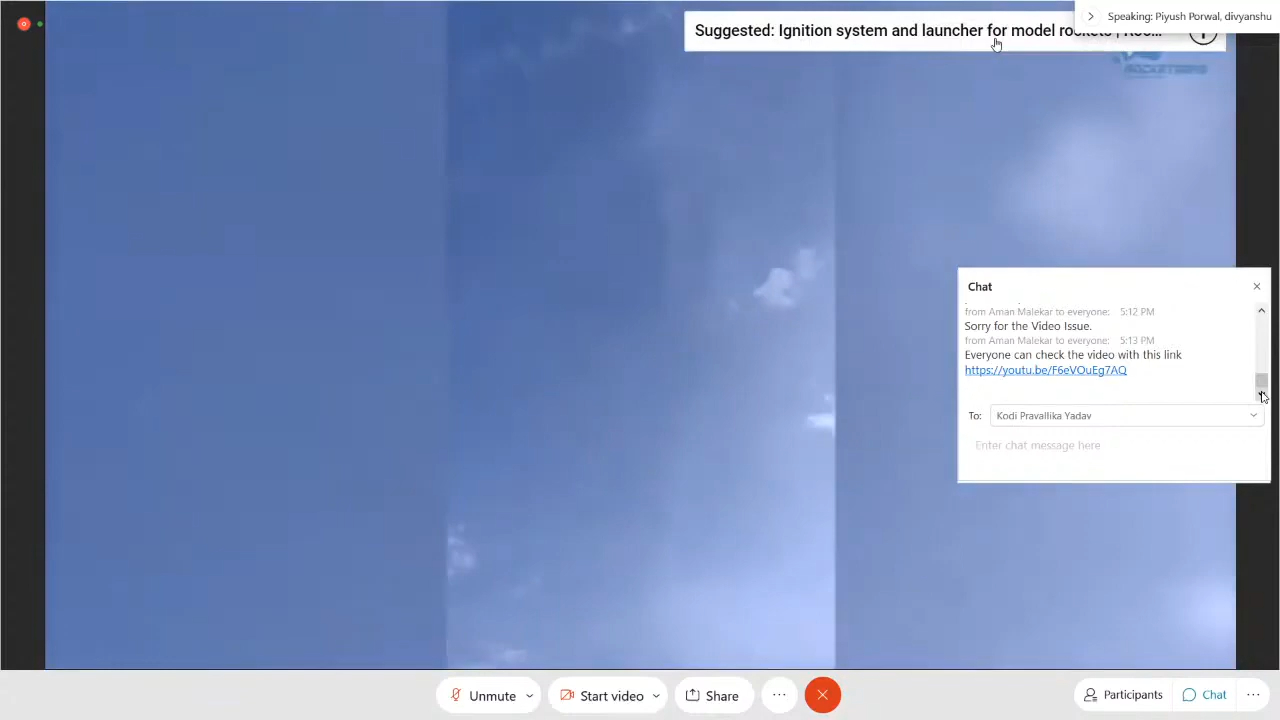 Speaking: Piyush Porwal, divyanshu
Suggested: Ignition system and launcher for model rockets
Chat
from Aman Malekar to everyone: 5:12 PM
Sorry for the Video Issue.
from Aman Malekar to everyone: 5:13 PM
Everyone can check the video with this link
https://youtu.be/F6eVOuEg7AQ
To: Kodi Pravallika Yadav
Enter chat message here
Unmute
Start video
Share
Participants
Chat